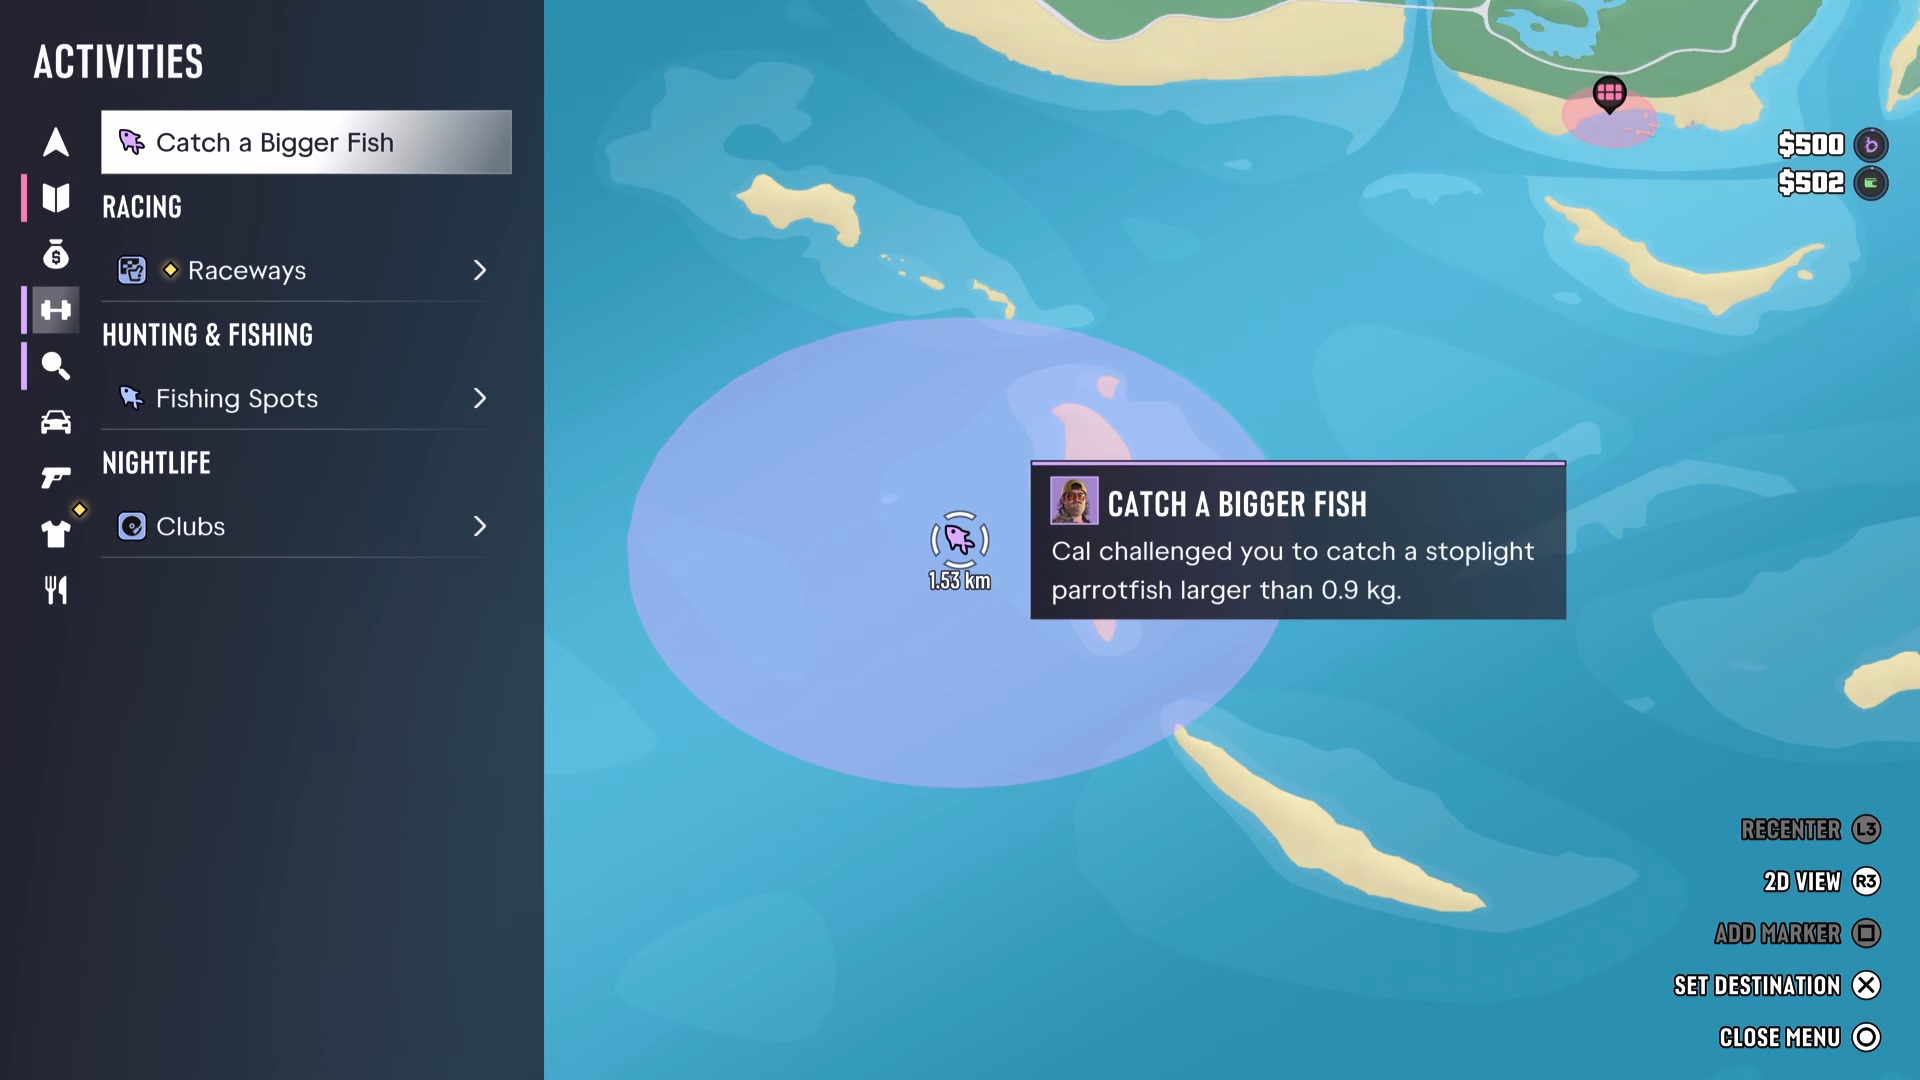 ACTIVITIES
Catch a Bigger Fish
RACING
Raceways
HUNTING & FISHING
Fishing Spots
NIGHTLIFE
Clubs
1.53 km
CATCH A BIGGER FISH
Cal challenged you to catch a stoplight
parrotfish larger than 0.9 kg.
$500
$502
RECENTER L3
2D VIEW R3
ADD MARKER
SET DESTINATION
CLOSE MENU